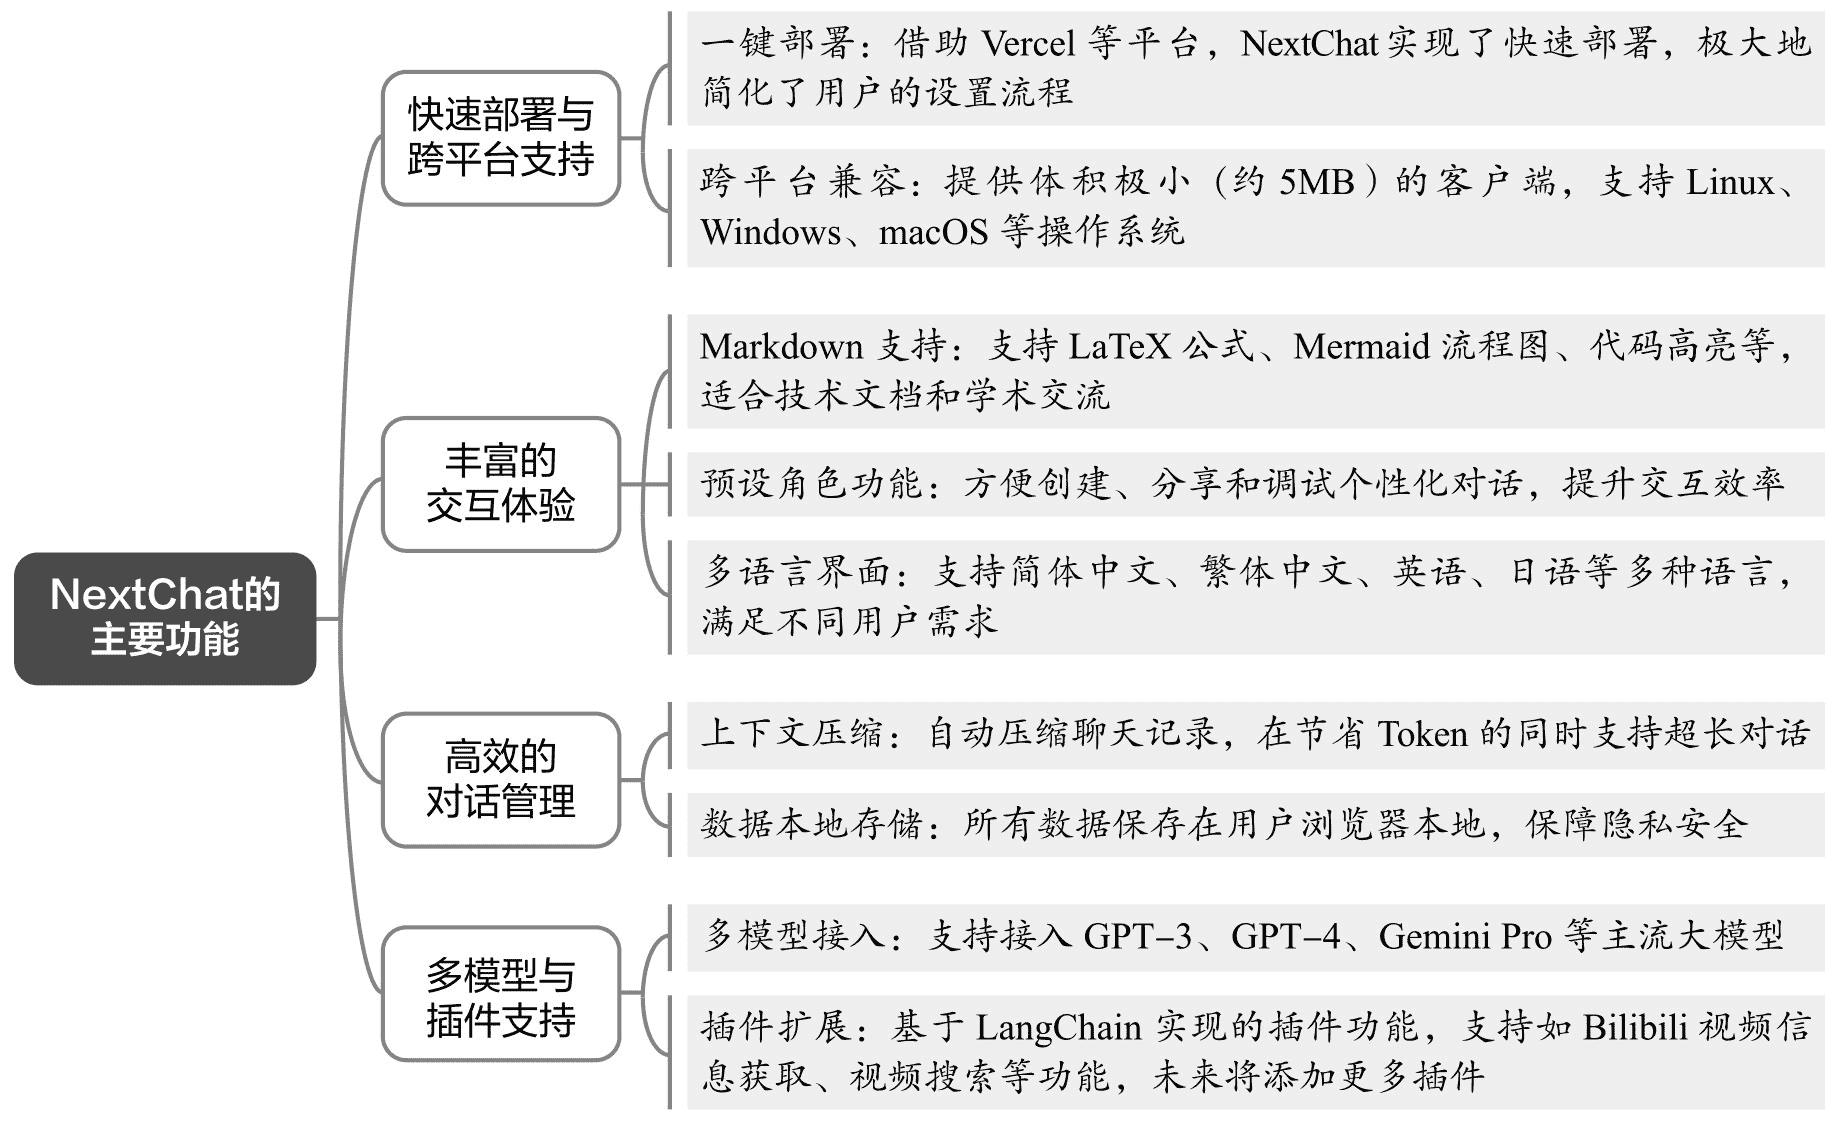 NextChat的
主要功能
快速部署与
跨平台支持
一键部署：借助 Vercel 等平台，NextChat实现了快速部署，极大地
简化了用户的设置流程
跨平台兼容：提供体积极小（约 5MB）的客户端，支持 Linux、
Windows、macOS 等操作系统
丰富的
交互体验
Markdown 支持：支持 LaTeX 公式、Mermaid 流程图、代码高亮等，
适合技术文档和学术交流
预设角色功能：方便创建、分享和调试个性化对话，提升交互效率
多语言界面：支持简体中文、繁体中文、英语、日语等多种语言，
满足不同用户需求
高效的
对话管理
上下文压缩：自动压缩聊天记录，在节省 Token 的同时支持超长对话
数据本地存储：所有数据保存在用户浏览器本地，保障隐私安全
多模型与
插件支持
多模型接入：支持接入 GPT-3、GPT-4、Gemini Pro 等主流大模型
插件扩展：基于 LangChain 实现的插件功能，支持如 Bilibili 视频信
息获取、视频搜索等功能，未来将添加更多插件